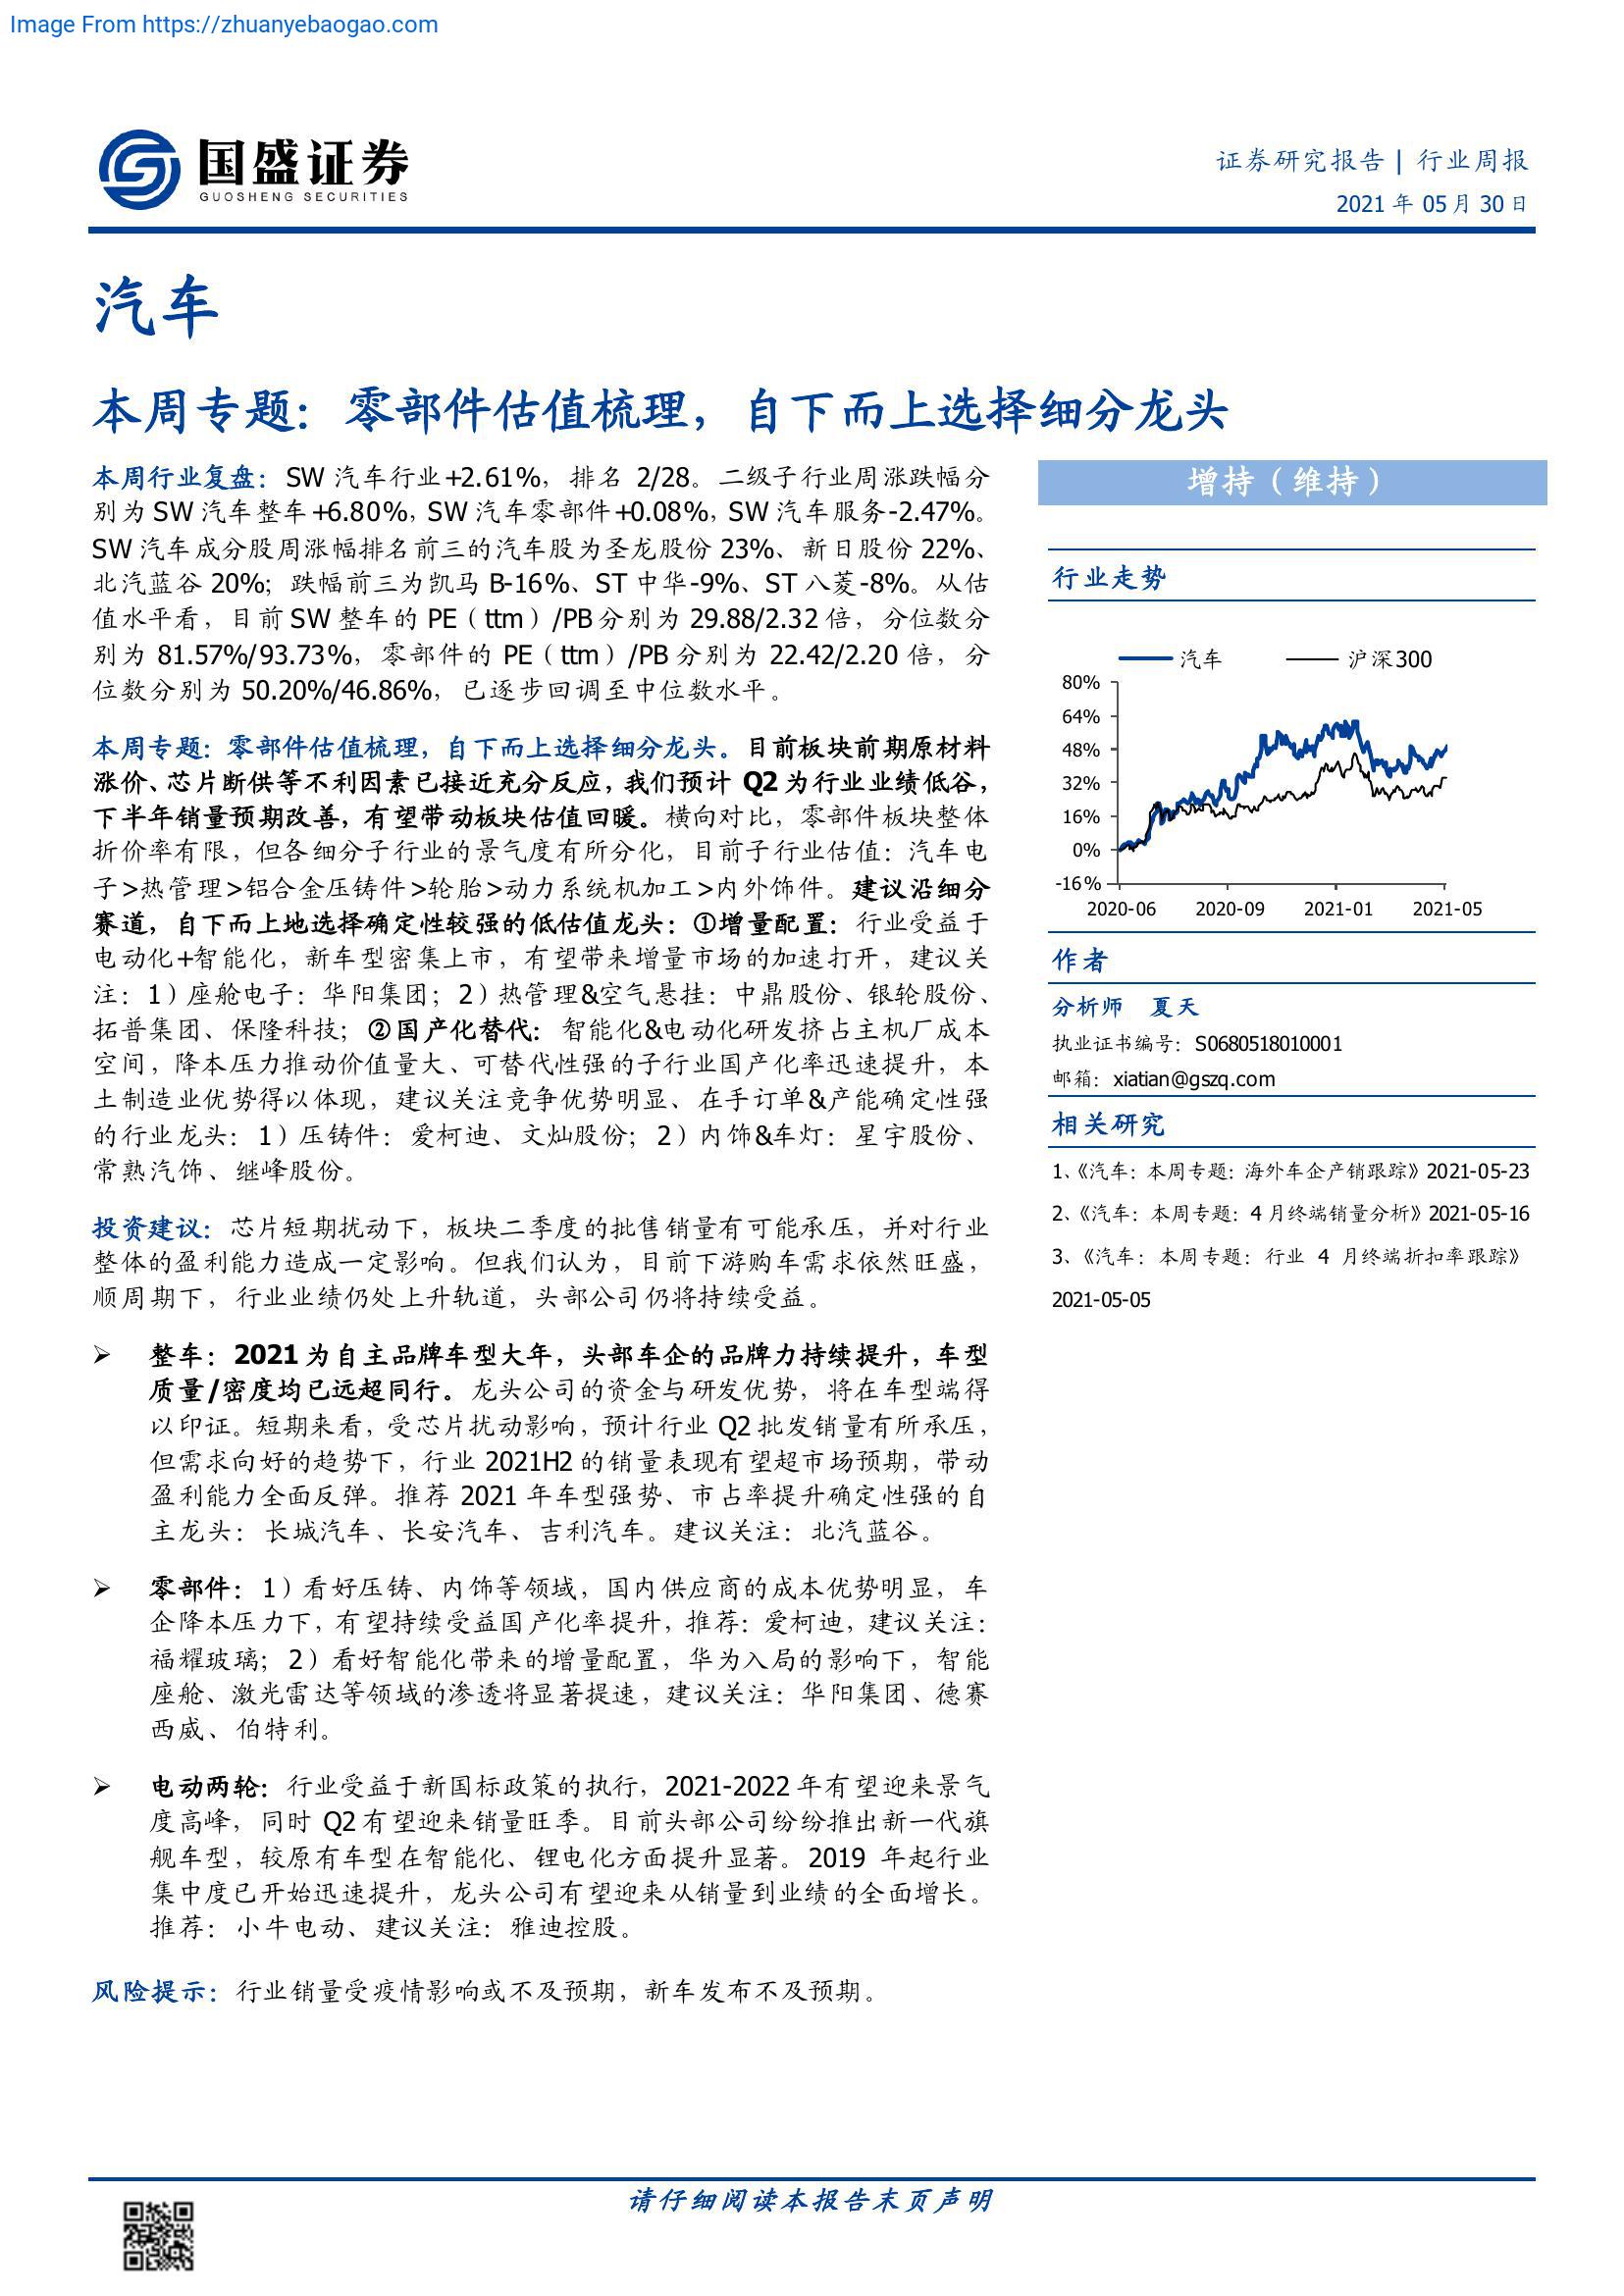 Image From https://zhuanyebaogao.com
国盛证券
GUOSHENG SECURITIES
证券研究报告 | 行业周报
2021 年 05 月 30 日
汽车
本周专题：零部件估值梳理，自下而上选择细分龙头
本周行业复盘：SW 汽车行业+2.61%，排名 2/28。二级子行业周涨跌幅分
别为 SW 汽车整车+6.80%，SW 汽车零部件+0.08%，SW 汽车服务-2.47%。
SW 汽车成分股周涨幅排名前三的汽车股为圣龙股份 23%、新日股份 22%、
北汽蓝谷 20%；跌幅前三为凯马 B-16%、ST 中华-9%、ST 八菱-8%。从估
值水平看，目前 SW 整车的 PE（ttm）/PB 分别为 29.88/2.32 倍，分位数分
别为 81.57%/93.73%，零部件的 PE（ttm）/PB 分别为 22.42/2.20 倍，分
位数分别为 50.20%/46.86%，已逐步回调至中位数水平。
本周专题：零部件估值梳理，自下而上选择细分龙头。目前板块前期原材料
涨价、芯片断供等不利因素已接近充分反应，我们预计 Q2 为行业业绩低谷，
下半年销量预期改善，有望带动板块估值回暖。横向对比，零部件板块整体
折价率有限，但各细分子行业的景气度有所分化，目前子行业估值：汽车电
子>热管理>铝合金压铸件>轮胎>动力系统机加工>内外饰件。建议沿细分
赛道，自下而上地选择确定性较强的低估值龙头：①增量配置：行业受益于
电动化+智能化，新车型密集上市，有望带来增量市场的加速打开，建议关
注：1）座舱电子：华阳集团；2）热管理&空气悬挂：中鼎股份、银轮股份、
拓普集团、保隆科技；②国产化替代：智能化&电动化研发挤占主机厂成本
空间，降本压力推动价值量大、可替代性强的子行业国产化率迅速提升，本
土制造业优势得以体现，建议关注竞争优势明显、在手订单&产能确定性强
的行业龙头：1）压铸件：爱柯迪、文灿股份；2）内饰&车灯：星宇股份、
常熟汽饰、继峰股份。
投资建议：芯片短期扰动下，板块二季度的批售销量有可能承压，并对行业
整体的盈利能力造成一定影响。但我们认为，目前下游购车需求依然旺盛，
顺周期下，行业业绩仍处上升轨道，头部公司仍将持续受益。
➢ 整车：2021 为自主品牌车型大年，头部车企的品牌力持续提升，车型
质量/密度均已远超同行。龙头公司的资金与研发优势，将在车型端得
以印证。短期来看，受芯片扰动影响，预计行业 Q2 批发销量有所承压，
但需求向好的趋势下，行业 2021H2 的销量表现有望超市场预期，带动
盈利能力全面反弹。推荐 2021 年车型强势、市占率提升确定性强的自
主龙头：长城汽车、长安汽车、吉利汽车。建议关注：北汽蓝谷。
➢ 零部件：1）看好压铸、内饰等领域，国内供应商的成本优势明显，车
企降本压力下，有望持续受益国产化率提升，推荐：爱柯迪，建议关注：
福耀玻璃；2）看好智能化带来的增量配置，华为入局的影响下，智能
座舱、激光雷达等领域的渗透将显著提速，建议关注：华阳集团、德赛
西威、伯特利。
➢ 电动两轮：行业受益于新国标政策的执行，2021-2022 年有望迎来景气
度高峰，同时 Q2 有望迎来销量旺季。目前头部公司纷纷推出新一代旗
舰车型，较原有车型在智能化、锂电化方面提升显著。2019 年起行业
集中度已开始迅速提升，龙头公司有望迎来从销量到业绩的全面增长。
推荐：小牛电动、建议关注：雅迪控股。
风险提示：行业销量受疫情影响或不及预期，新车发布不及预期。
增持（维持）
行业走势
汽车 沪深300
80%
64%
48%
32%
16%
0%
-16%
2020-06 2020-09 2021-01 2021-05
作者
分析师 夏天
执业证书编号：S0680518010001
邮箱：xiatian@gszq.com
相关研究
1、《汽车：本周专题：海外车企产销跟踪》2021-05-23
2、《汽车：本周专题：4 月终端销量分析》2021-05-16
3、《汽车：本周专题：行业 4 月终端折扣率跟踪》
2021-05-05
请仔细阅读本报告末页声明